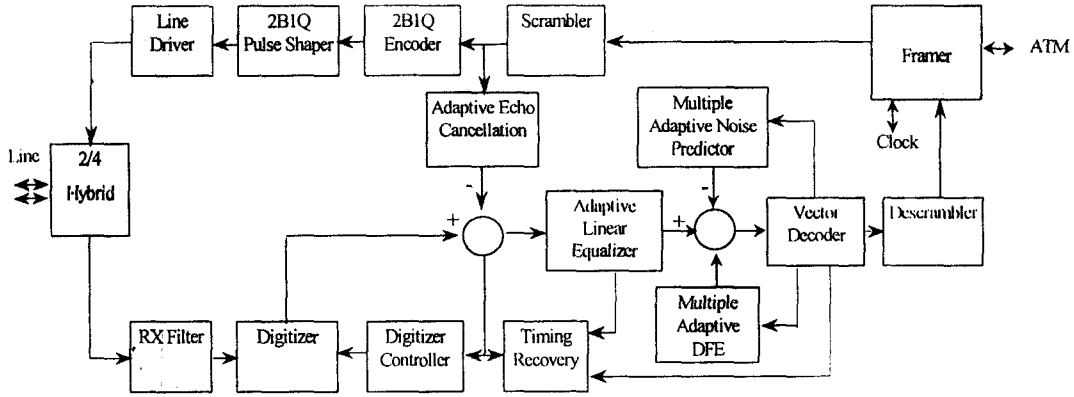 Line
Driver
2B1Q
Pulse Shaper
2B1Q
Encoder
Scrambler
Framer
ATM
Clock
Adaptive Echo
Cancellation
Multiple
Adaptive Noise
Predictor
Line
2/4
Hybrid
-
+
Adaptive
Linear
Equalizer
-
+
Vector
Decoder
Descrambler
RX Filter
Digitizer
Digitizer
Controller
Timing
Recovery
Multiple
Adaptive
DFE